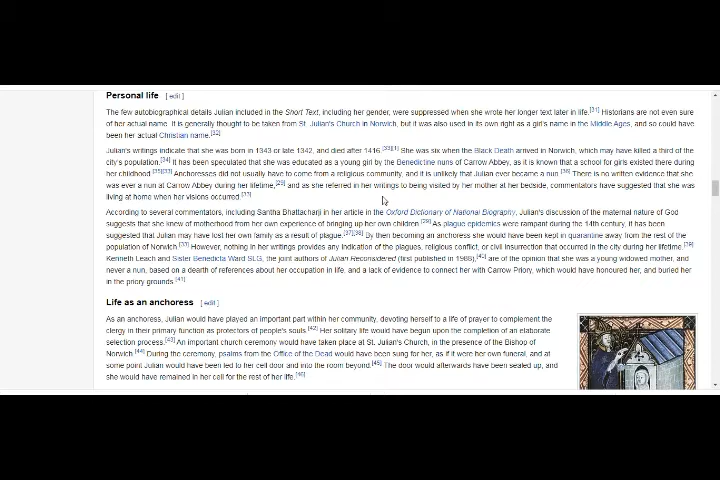 Personal life [ edit ]
The few autobiographical details Julian included in the Short Text, including her gender, were suppressed when she wrote her longer text later in life.[31] Historians are not even sure
of her actual name. It is generally thought to be taken from St. Julian's Church in Norwich, but it was also used in its own right as a girl's name in the Middle Ages, and so could have
been her actual Christian name.[32]
Julian's writings indicate that she was born in 1343 or late 1342, and died after 1416.[33][1] She was six when the Black Death arrived in Norwich, which may have killed a third of the
city's population.[34] It has been speculated that she was educated as a young girl by the Benedictine nuns of Carrow Abbey, as it is known that a school for girls existed there during
her childhood.[35][33] Anchoresses did not usually have to come from a religious community, and it is unlikely that Julian ever became a nun.[36] There is no written evidence that she
was ever a nun at Carrow Abbey during her lifetime, and as she referred in her writings to being visited by her mother at her bedside, commentators have suggested that she was
living at home when her visions occurred.[33]
According to several commentators, including Santha Bhattacharji in her article in the Oxford Dictionary of National Biography, Julian's discussion of the maternal nature of God
suggests that she knew of motherhood from her own experience of bringing up her own children.[29] As plague epidemics were rampant during the 14th century, it has been
suggested that Julian may have lost her own family as a result of plague.[37][38] By then becoming an anchoress she would have been kept in quarantine away from the rest of the
population of Norwich.[33] However, nothing in her writings provides any indication of the plagues, religious conflict, or civil insurrection that occurred in the city during her lifetime.[39]
Kenneth Leach and Sister Benedicta Ward SLG, the joint authors of Julian Reconsidered (first published in 1988),[40] are of the opinion that she was a young widowed mother, and
never a nun, based on a dearth of references about her occupation in life, and a lack of evidence to connect her with Carrow Priory, which would have honoured her, and buried her
in the priory grounds.[41]
Life as an anchoress [ edit ]
As an anchoress, Julian would have played an important part within her community, devoting herself to a life of prayer to complement the
clergy in their primary function as protectors of people's souls.[42] Her solitary life would have begun upon the completion of an elaborate
selection process.[43] An important church ceremony would have taken place at St. Julian's Church, in the presence of the Bishop of
Norwich.[44] During the ceremony, psalms from the Office of the Dead would have been sung for her, as if it were her own funeral, and at
some point Julian would have been led to her cell door and into the room beyond.[45] The door would afterwards have been sealed up, and
she would have remained in her cell for the rest of her life.[46]